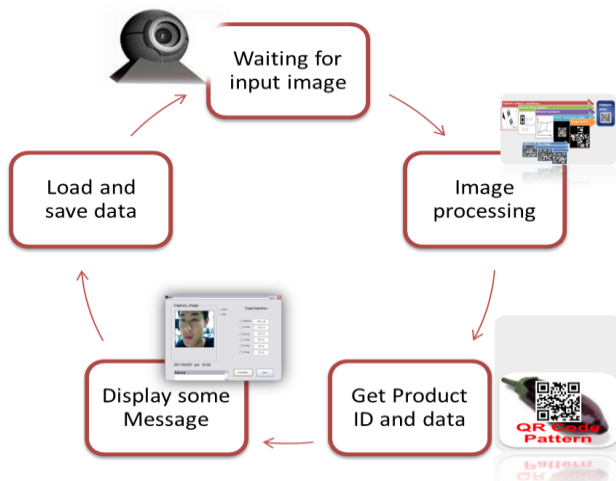 Waiting for
input image
Image
processing
Get Product
ID and data
QR Code
Pattern
Display some
Message
Load and
save data
Capture_image